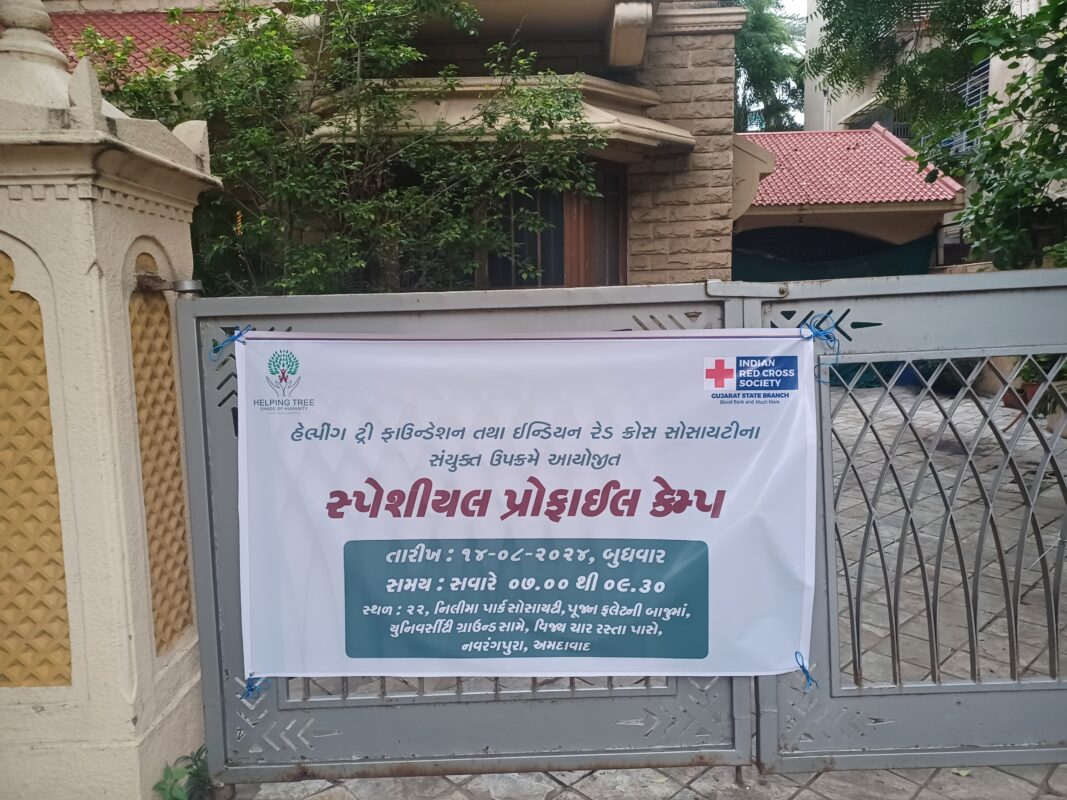 HELPING TREE
SHADE OF HUMANITY
INDIAN
RED CROSS
SOCIETY
GUJARAT STATE BRANCH
Blood Bank and Much More
હેલ્પીંગ ટ્રી ફાઉન્ડેશન તથા ઈન્ડિયન રેડ ક્રોસ સોસાયટીના
સંયુક્ત ઉપક્રમે આયોજીત
સ્પેશીયલ પ્રોફાઈલ કેમ્પ
તારીખ : ૧૪-૦૮-૨૦૨૪, બુધવાર
સમય : સવારે ૦૭.૦૦ થી ૦૯.૩૦
સ્થળ : ૨૨, નિલીમા પાર્ક સોસાયટી, પૂજન ફ્લેટની બાજુમાં,
યુનિવર્સીટી ગ્રાઉન્ડ સામે, વિજય ચાર રસ્તા પાસે,
નવરંગપુરા, અમદાવાદ